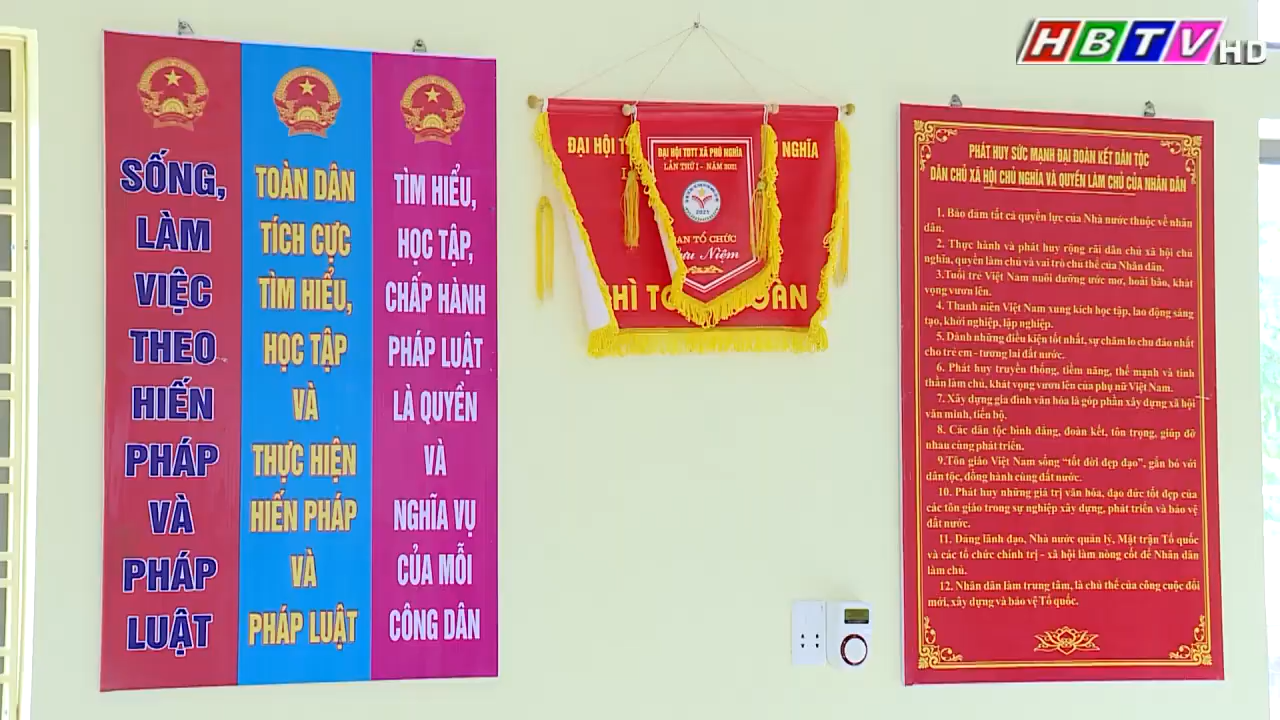 HBTV HD
SỐNG,
LÀM
VIỆC
THEO
HIẾN
PHÁP
VÀ
PHÁP
LUẬT
TOÀN DÂN
TÍCH CỰC
TÌM HIỂU,
HỌC TẬP
VÀ
THỰC HIỆN
HIẾN PHÁP
VÀ
PHÁP LUẬT
TÌM HIỂU,
HỌC TẬP,
CHẤP HÀNH
PHÁP LUẬT
LÀ QUYỀN
VÀ
NGHĨA VỤ
CỦA MỖI
CÔNG DÂN
ĐẠI HỘI NGHĨA
ĐẠI HỘI TDTT XÃ PHÚ NGHĨA
LẦN THỨ I - NĂM 2021
2021
BAN TỔ CHỨC
Lưu Niệm
PHÁT HUY SỨC MẠNH ĐẠI ĐOÀN KẾT DÂN TỘC
DÂN CHỦ XÃ HỘI CHỦ NGHĨA VÀ QUYỀN LÀM CHỦ CỦA NHÂN DÂN
1. Bảo đảm tất cả quyền lực của Nhà nước thuộc về nhân
dân.
2. Thực hành và phát huy rộng rãi dân chủ xã hội chủ
nghĩa, quyền làm chủ và vai trò chủ thể của Nhân dân.
3.Tuổi trẻ Việt Nam nuôi dưỡng ước mơ, hoài bão, khát
vọng vươn lên.
4. Thanh niên Việt Nam xung kích học tập, lao động sáng
tạo, khởi nghiệp, lập nghiệp.
5. Dành những điều kiện tốt nhất, sự chăm lo chu đáo nhất
cho trẻ em - tương lai đất nước.
6. Phát huy truyền thống, tiềm năng, thế mạnh và tinh
thần làm chủ, khát vọng vươn lên của phụ nữ Việt Nam.
7. Xây dựng gia đình văn hóa là góp phần xây dựng xã hội
văn minh, tiến bộ.
8. Các dân tộc bình đẳng, đoàn kết, tôn trọng, giúp đỡ
nhau cùng phát triển.
9.Tôn giáo Việt Nam sống "tốt đời đẹp đạo", gắn bó với
dân tộc, đồng hành cùng đất nước.
10. Phát huy những giá trị văn hóa, đạo đức tốt đẹp của
các tôn giáo trong sự nghiệp xây dựng, phát triển và bảo vệ
đất nước.
11. Đảng lãnh đạo, Nhà nước quản lý, Mặt trận Tổ quốc
và các tổ chức chính trị - xã hội làm nòng cốt để Nhân dân
làm chủ.
12. Nhân dân làm trung tâm, là chủ thể của công cuộc đổi
mới, xây dựng và bảo vệ Tổ quốc.